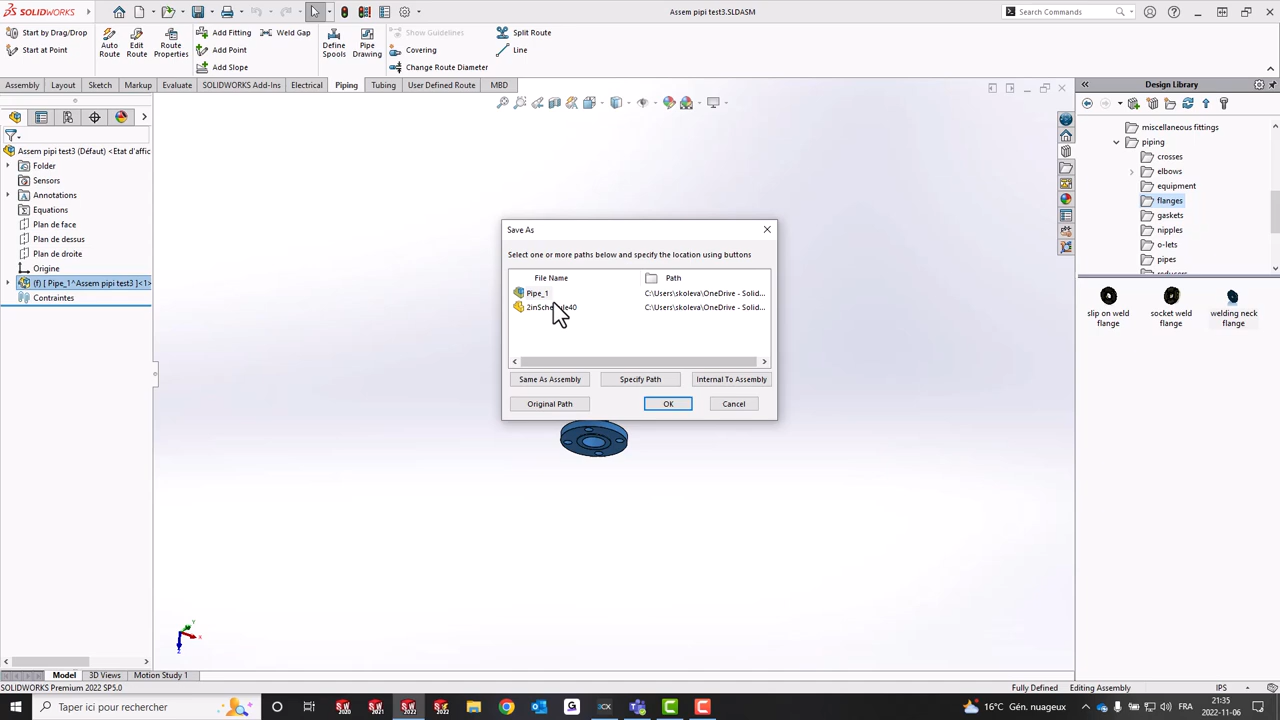 SOLIDWORKS
Assem pipi test3.SLDASM
Search Commands
Start by Drag/Drop
Start at Point
Auto Route
Edit Route
Route Properties
Add Fitting
Weld Gap
Add Point
Add Slope
Define Spools
Pipe Drawing
Show Guidelines
Covering
Change Route Diameter
Split Route
Line
Assembly
Layout
Sketch
Markup
Evaluate
SOLIDWORKS Add-Ins
Electrical
Piping
Tubing
User Defined Route
MBD
Assem pipi test3 (Défaut) <Etat d'affic
Folder
Sensors
Annotations
Equations
Plan de face
Plan de dessus
Plan de droite
Origine
(f) [ Pipe_1^Assem pipi test3 ]<1>
Contraintes
Save As
Select one or more paths below and specify the location using buttons
File Name
Path
Pipe_1
C:\Users\skoleva\OneDrive - Solid...
C:\Users\skoleva\OneDrive - Solid...
Same As Assembly
Specify Path
Internal To Assembly
Original Path
OK
Cancel
Design Library
miscellaneous fittings
piping
crosses
elbows
equipment
flanges
gaskets
nipples
o-lets
pipes
reducers
slip on weld flange
socket weld flange
welding neck flange
Y
X
Z
Model
3D Views
Motion Study 1
SOLIDWORKS Premium 2022 SP5.0
Fully Defined
Editing Assembly
IPS
Taper ici pour rechercher
16°C Gén. nuageux
FRA
21:35
2022-11-06